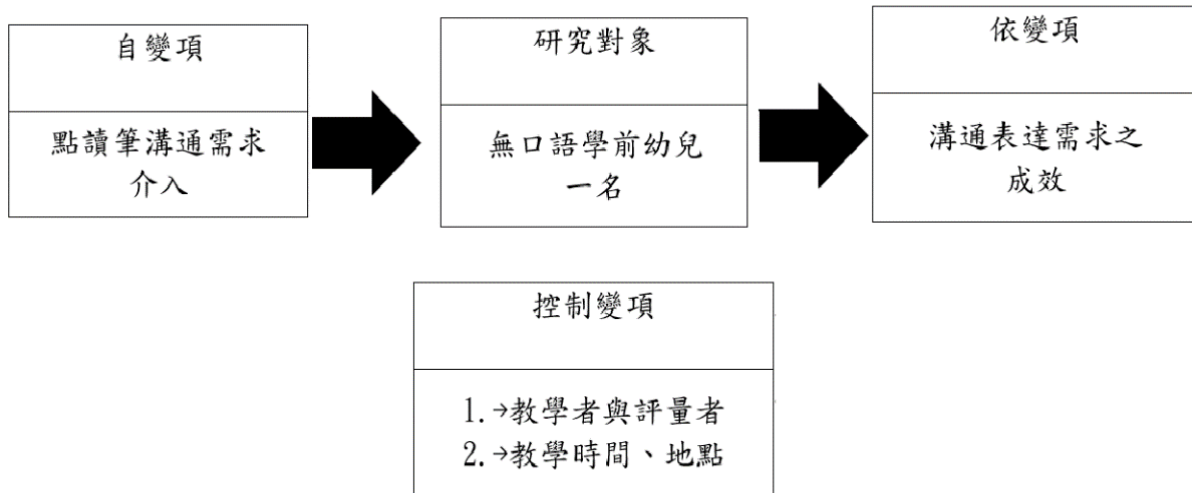 自變項
點讀筆溝通需求
介入
研究對象
無口語學前幼兒
一名
依變項
溝通表達需求之
成效
控制變項
1.→教學者與評量者
2.→教學時間、地點